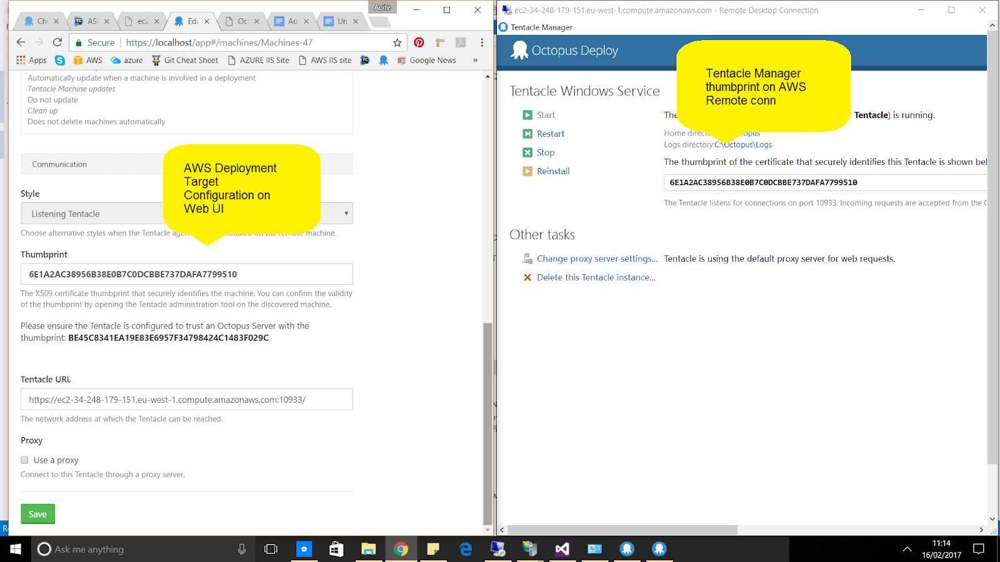 Aoife
Che
ASI
ec2
Edi
Oct
Ao
Un
Secure
https://localhost/app#/machines/Machines-47
Apps
AWS
azure
Git Cheat Sheet
AZURE IIS Site
AWS IIS site
Google News
»
Automatically update when a machine is involved in a deployment
Tentacle Machine updates
Do not update
Clean up
Does not delete machines automatically
Communication
AWS Deployment
Target
Configuration on
Web UI
Style
Listening Tentacle
Choose alternative styles when the Tentacle agen installed on the remote machine.
Thumbprint
6E1A2AC38956B38E0B7C0DCBBE737DAFA7799510
The X509 certificate thumbprint that securely identifies the machine. You can confirm the validity
of the thumbprint by opening the Tentacle administration tool on the discovered machine.
Please ensure the Tentacle is configured to trust an Octopus Server with the
thumbprint: BE45C8341EA19E83E6957F34798424C1483F029C
Tentacle URL
https://ec2-34-248-179-151.eu-west-1.compute.amazonaws.com:10933/
The network address at which the Tentacle can be reached.
Proxy
Use a proxy
Connect to this Tentacle through a proxy server.
Save
ec2-34-248-179-151.eu-west-1.compute.amazonaws.com - Remote Desktop Connection
Tentacle Manager
Octopus Deploy
Tentacle Manager
thumbprint on AWS
Remote conn
Tentacle Windows Service
Start
Restart
Stop
Reinstall
The Tentacle) is running.
Home direc opus
Logs directory:C:\Octopus\Logs
The thumbprint of the certificate that securely identifies this Tentacle is shown bel
6E1A2AC38956B38E0B7C0DCBBE737DAFA7799510
The Tentacle listens for connections on port 10933. Incoming requests are accepted from the O
Other tasks
Change proxy server settings...
Tentacle is using the default proxy server for web requests.
Delete this Tentacle instance...
Ask me anything
11:14
16/02/2017